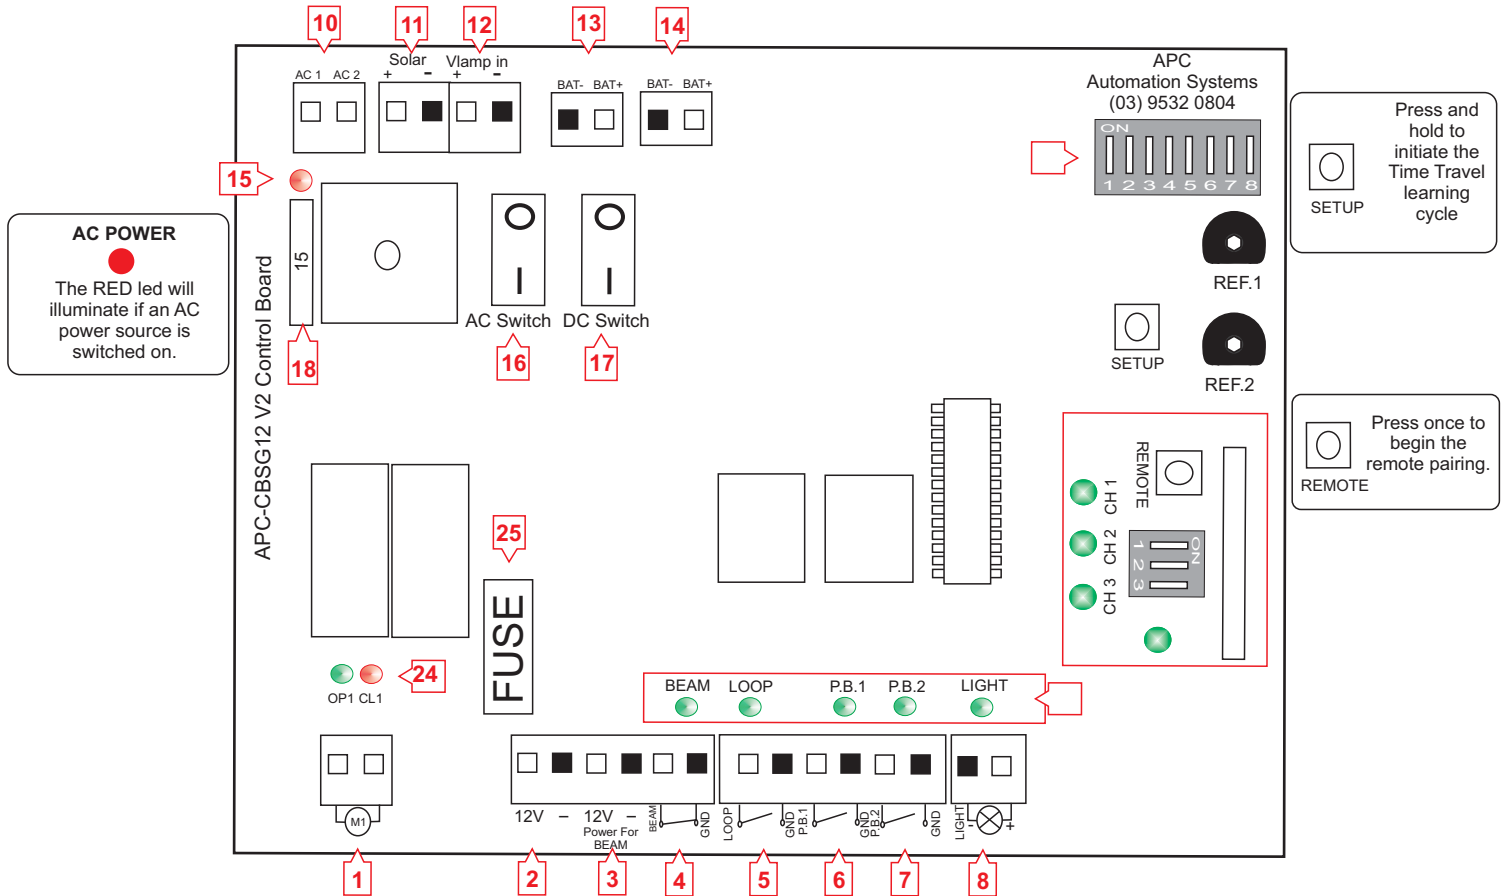 10
11
12
13
14
Solar
+ -
Vlamp in
+ -
AC 1 AC 2
BAT- BAT+
BAT- BAT+
APC
Automation Systems
(03) 9532 0804
ON
1 2 3 4 5 6 7 8
Press and
hold to
initiate the
Time Travel
learning
cycle
SETUP
15
AC POWER
The RED led will
illuminate if an AC
power source is
switched on.
15
18
APC-CBSG12 V2 Control Board
AC Switch
DC Switch
16
17
REF.1
SETUP
REF.2
Press once to
begin the
remote pairing.
REMOTE
REMOTE
CH 1
CH 2
CH 3
ON
1
2
3
25
FUSE
OP1 CL1
24
BEAM
LOOP
P.B.1
P.B.2
LIGHT
M1
12V -
12V -
Power For
BEAM
BEAM
GND
LOOP
GND
P.B.1
GND
P.B.2
GND
LIGHT
- +
1
2
3
4
5
6
7
8